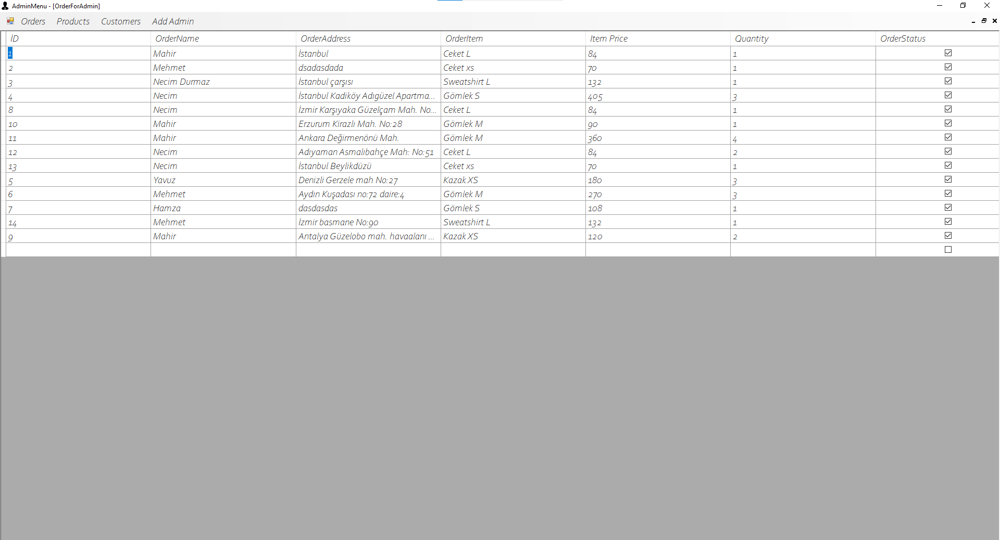 AdminMenu - [OrderForAdmin]
Orders Products Customers Add Admin
İD OrderName OrderAddress OrderItem Item Price Quantity OrderStatus
1 Mahir İstanbul Ceket L 84 1
2 Mehmet dsadasdada Ceket xs 70 1
3 Necim Durmaz İstanbul çarşısı Sweatshirt L 132 1
4 Necim İstanbul Kadiköy Adıgüzel Apartma... Gömlek S 405 3
8 Necim İzmir Karşıyaka Güzelçam Mah. No... Ceket L 84 1
10 Mahir Erzurum Kirazlı Mah. No:28 Gömlek M 90 1
11 Mahir Ankara Değirmenönü Mah. Gömlek M 360 4
12 Necim Adıyaman Asmalıbahçe Mah: No:51 Ceket L 84 2
13 Necim İstanbul Beylikdüzü Ceket xs 70 1
5 Yavuz Denizli Gerzele mah No:27 Kazak XS 180 3
6 Mehmet Aydın Kuşadası no:72 daire:4 Gömlek M 270 3
7 Hamza dasdasdas Gömlek S 108 1
14 Mehmet İzmir basmane No:90 Sweatshirt L 132 1
9 Mahir Antalya Güzelobo mah. havaalanı ... Kazak XS 120 2